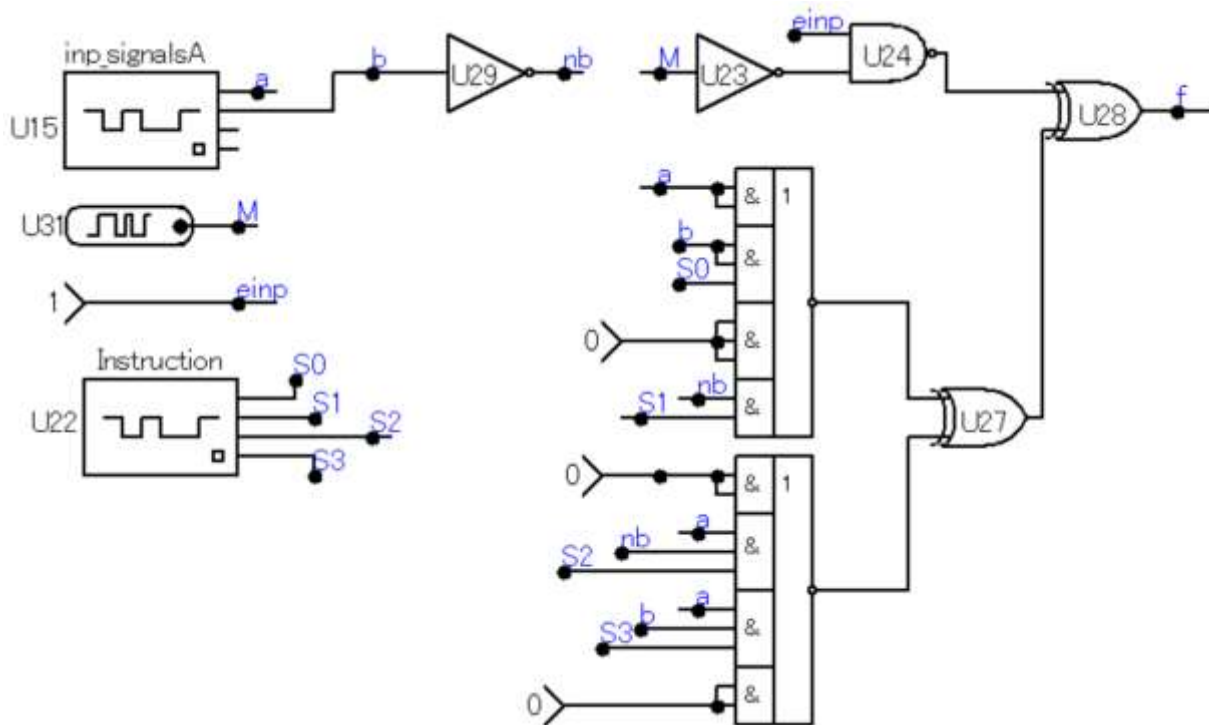 inp_signalsA
a
b
U29
nb
U15
M
U23
einp
U24
U28
f
U31
M
1
einp
Instruction
S0
S1
S2
S3
U22
a
&
1
b
S0
&
0
&
nb
S1
&
U27
0
&
1
a
nb
S2
&
a
b
S3
&
0
&